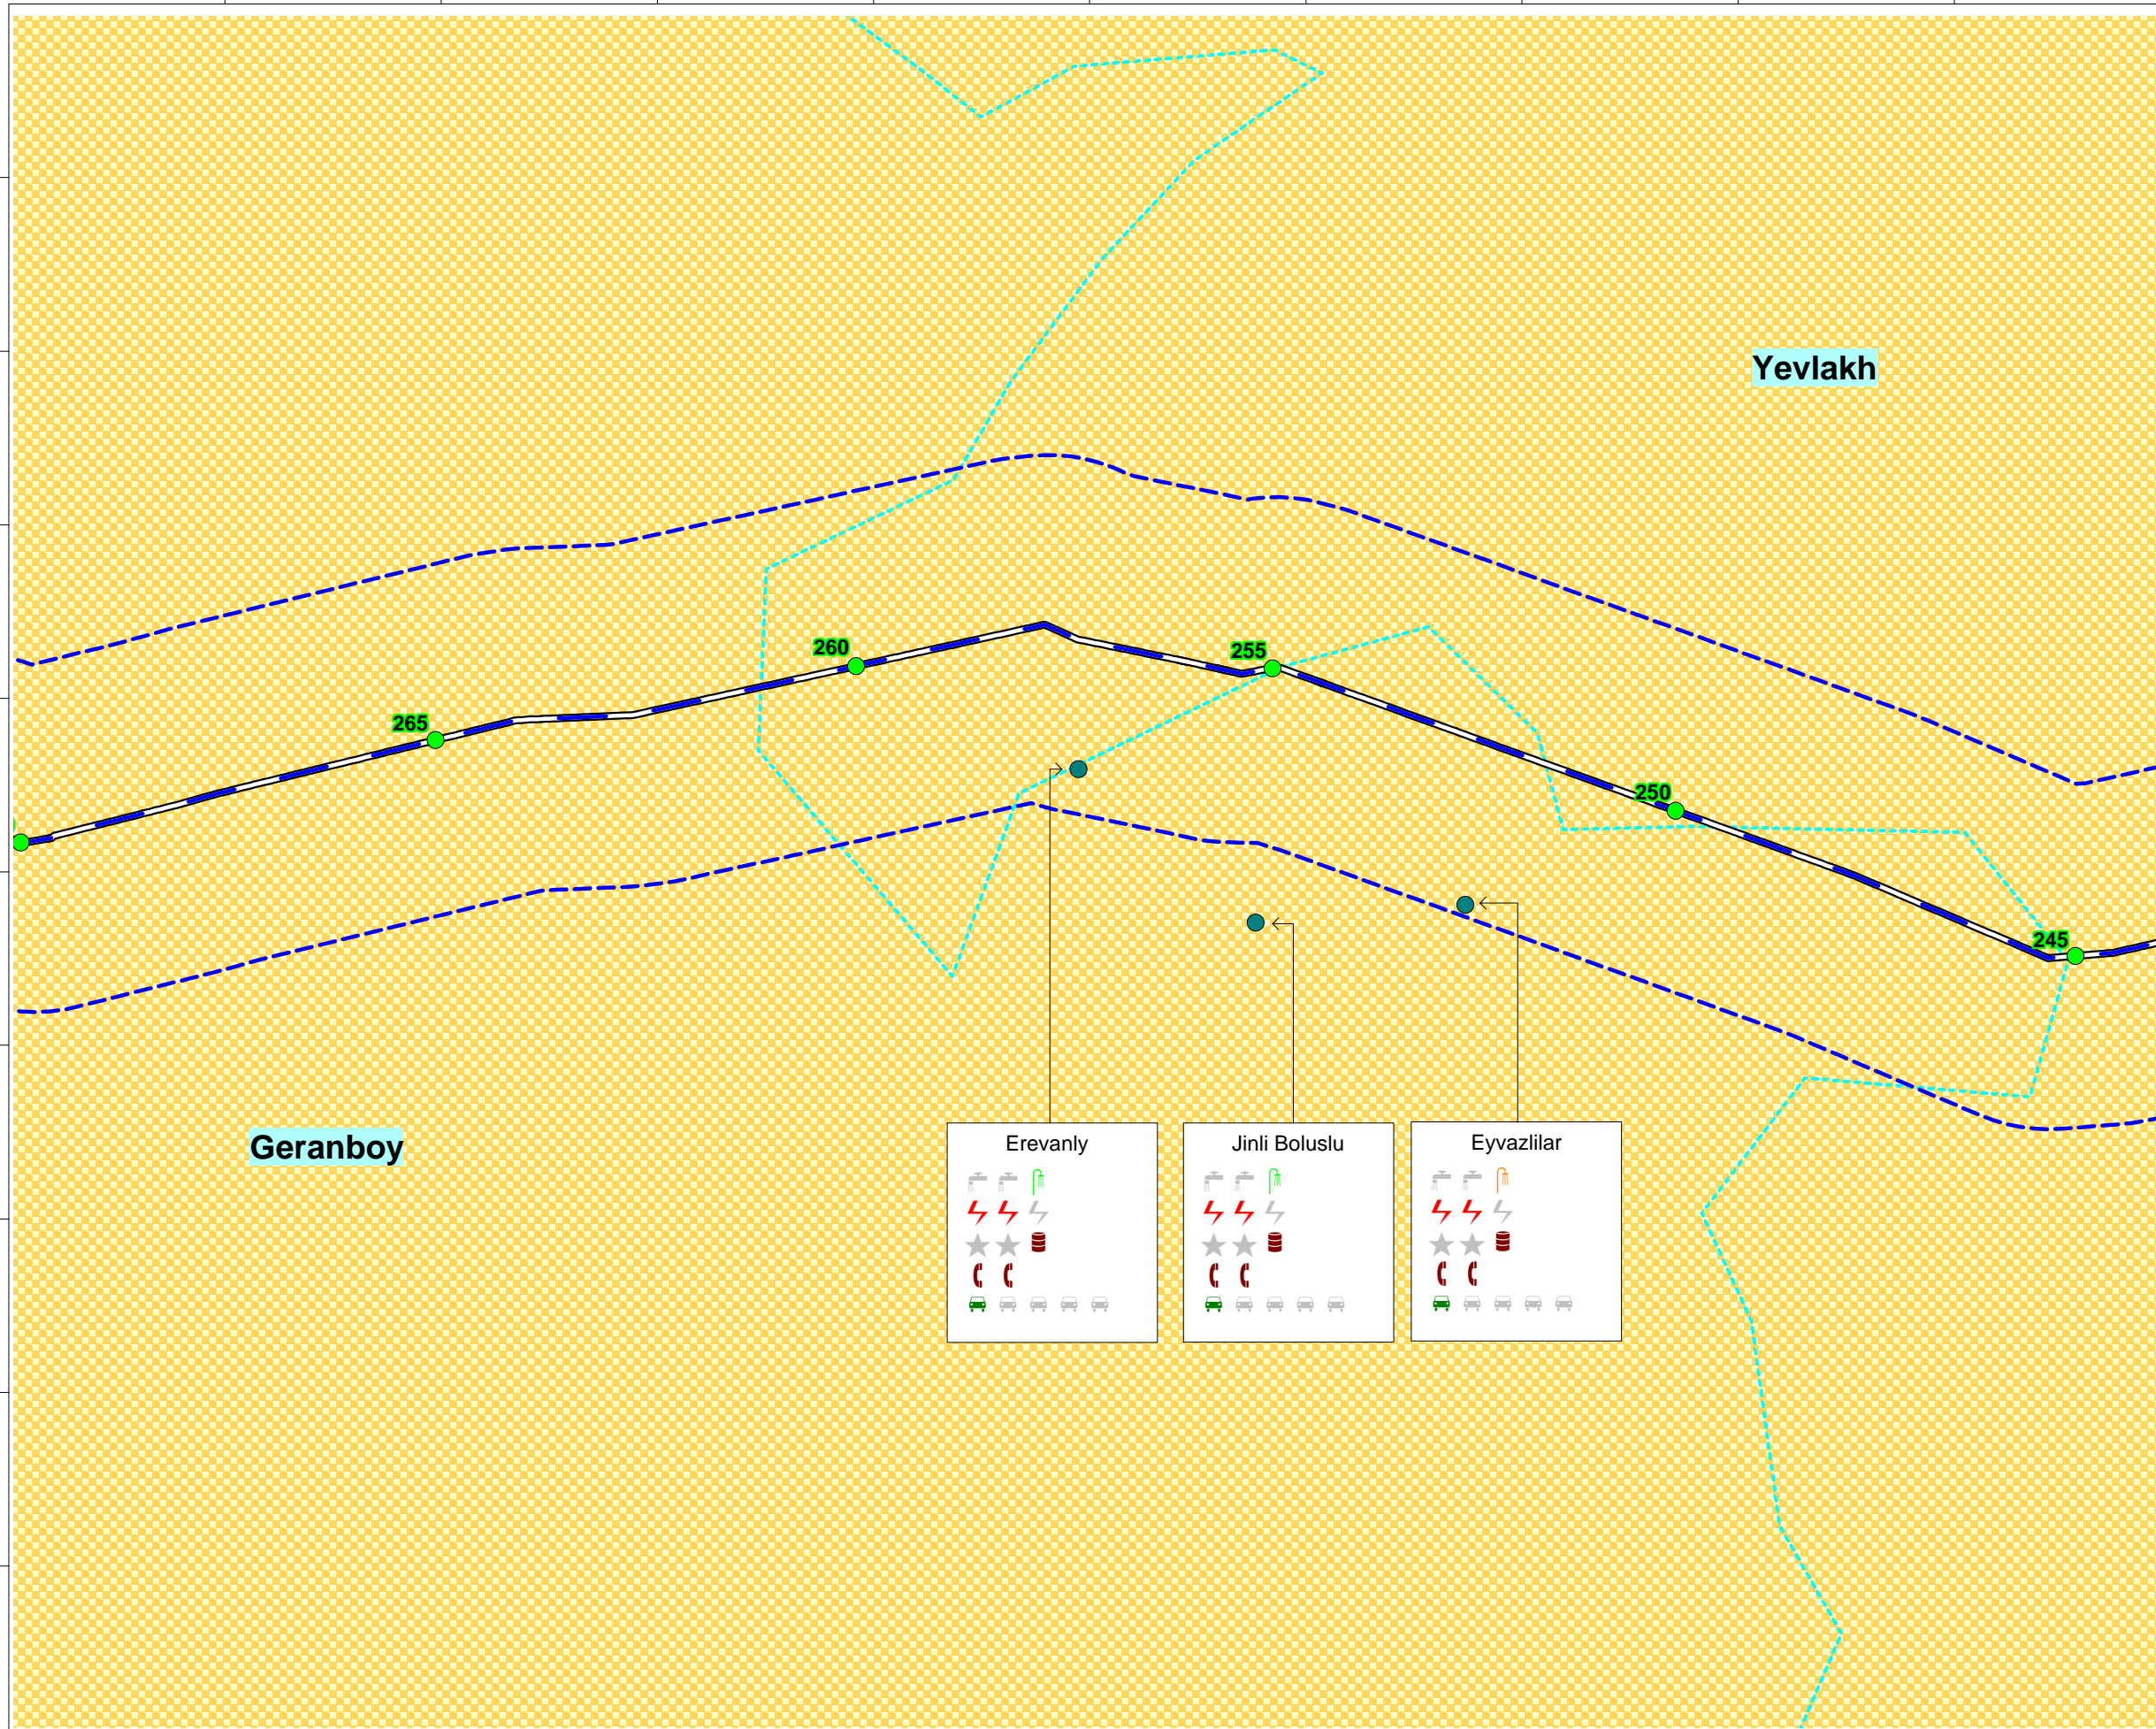 Yevlakh
260
255
265
250
245
Geranboy
Erevanly
Jinli Boluslu
Eyvazlilar